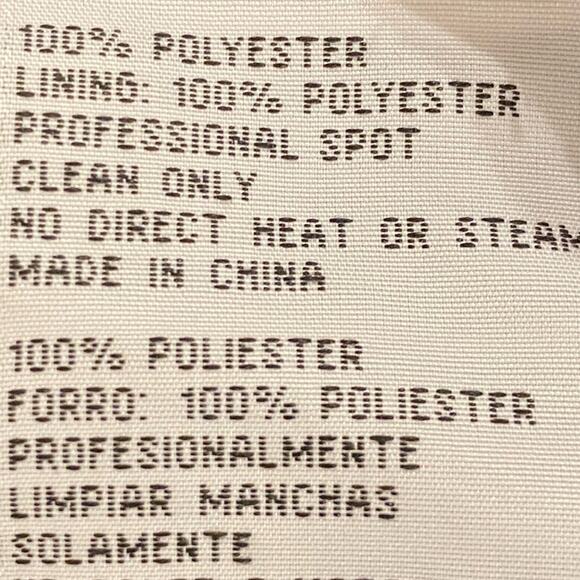 100% POLYESTER
LINING: 100% POLYESTER
PROFESSIONAL SPOT
CLEAN ONLY
NO DIRECT HEAT OR STEAM
MADE IN CHINA
100% POLIESTER
FORRO: 100% POLIESTER
PROFESIONALMENTE
LIMPIAR MANCHAS
SOLAMENTE